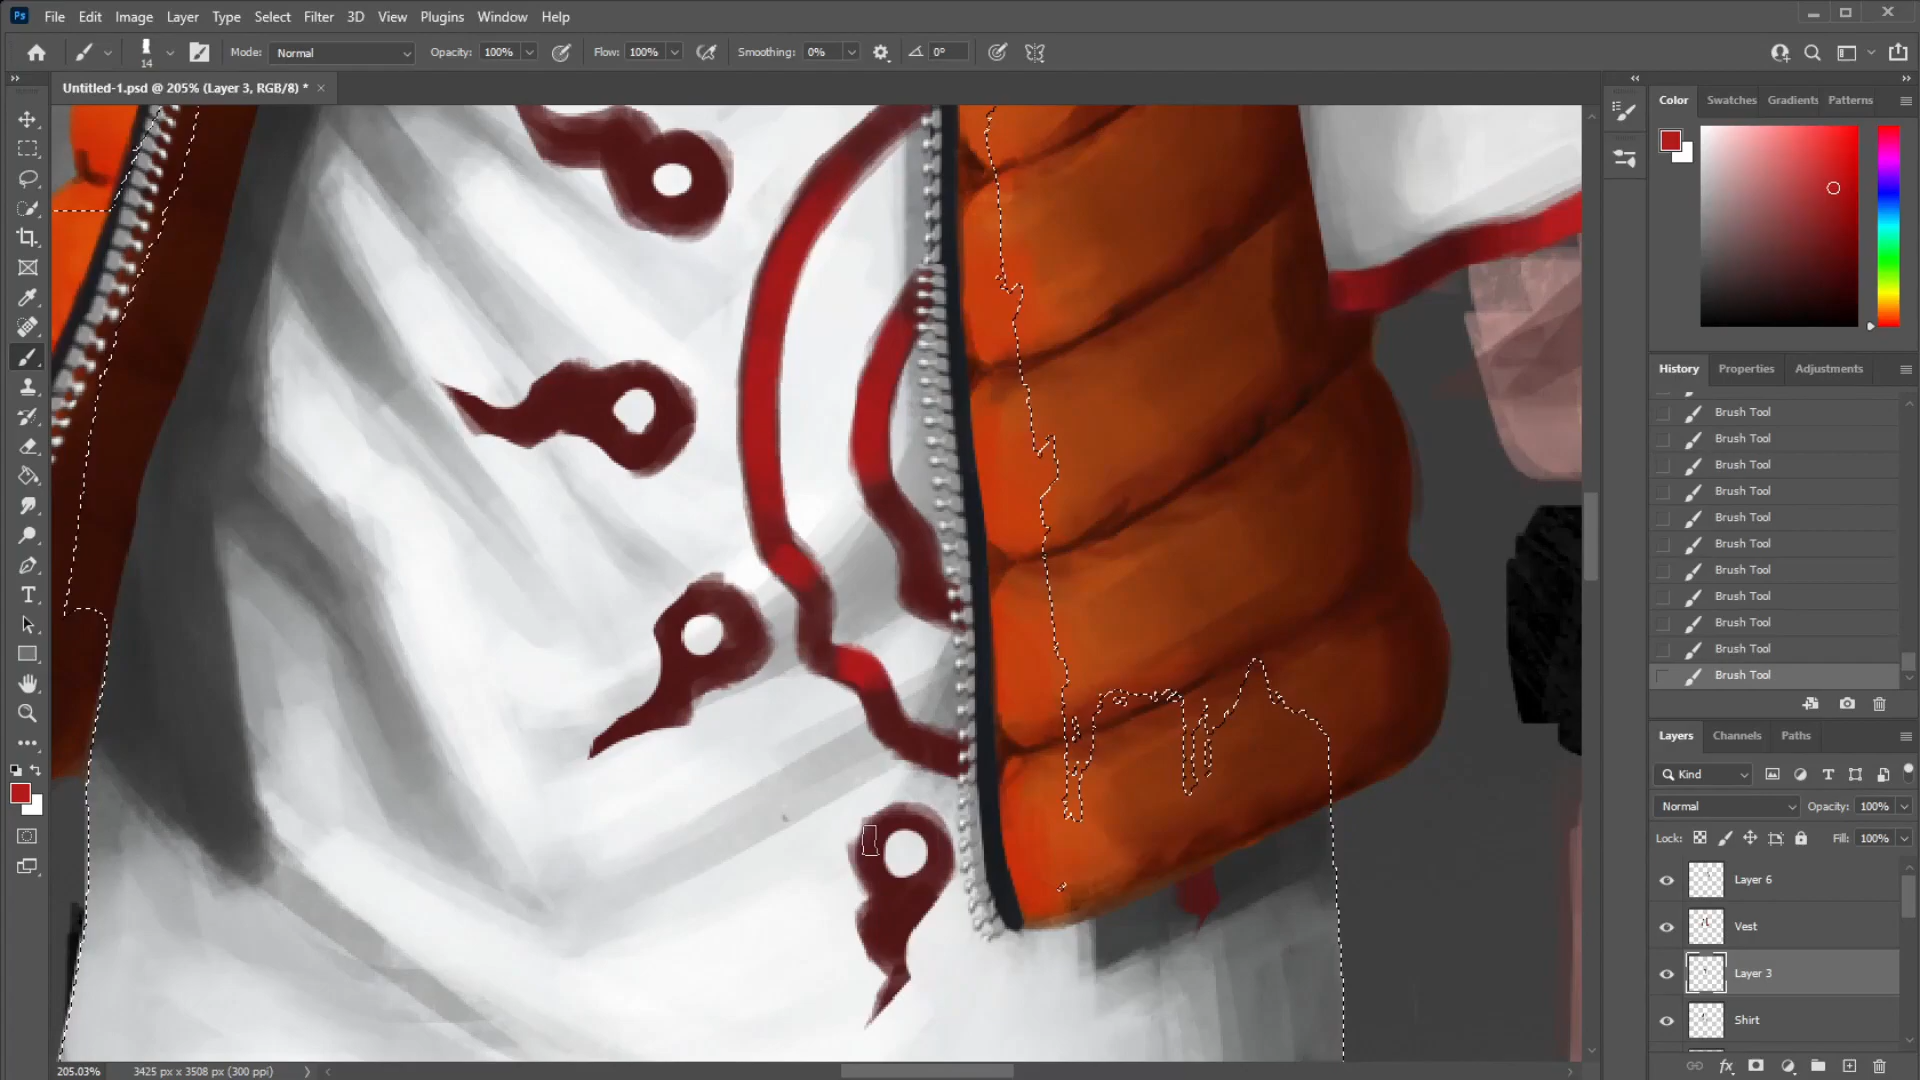 Ps File Edit Image Layer Type Select Filter 3D View Plugins Window Help
14 Mode: Normal Opacity: 100% Flow: 100% Smoothing: 0% 0°
Untitled-1.psd @ 205% (Layer 3, RGB/8) * ×
Color Swatches Gradients Patterns
History Properties Adjustments
Brush Tool
Brush Tool
Brush Tool
Brush Tool
Brush Tool
Brush Tool
Brush Tool
Brush Tool
Brush Tool
Brush Tool
Brush Tool
Layers Channels Paths
Kind
Normal Opacity: 100%
Lock: Fill: 100%
Layer 6
Vest
Layer 3
Shirt
205.03% 3425 px x 3508 px (300 ppi)
fx